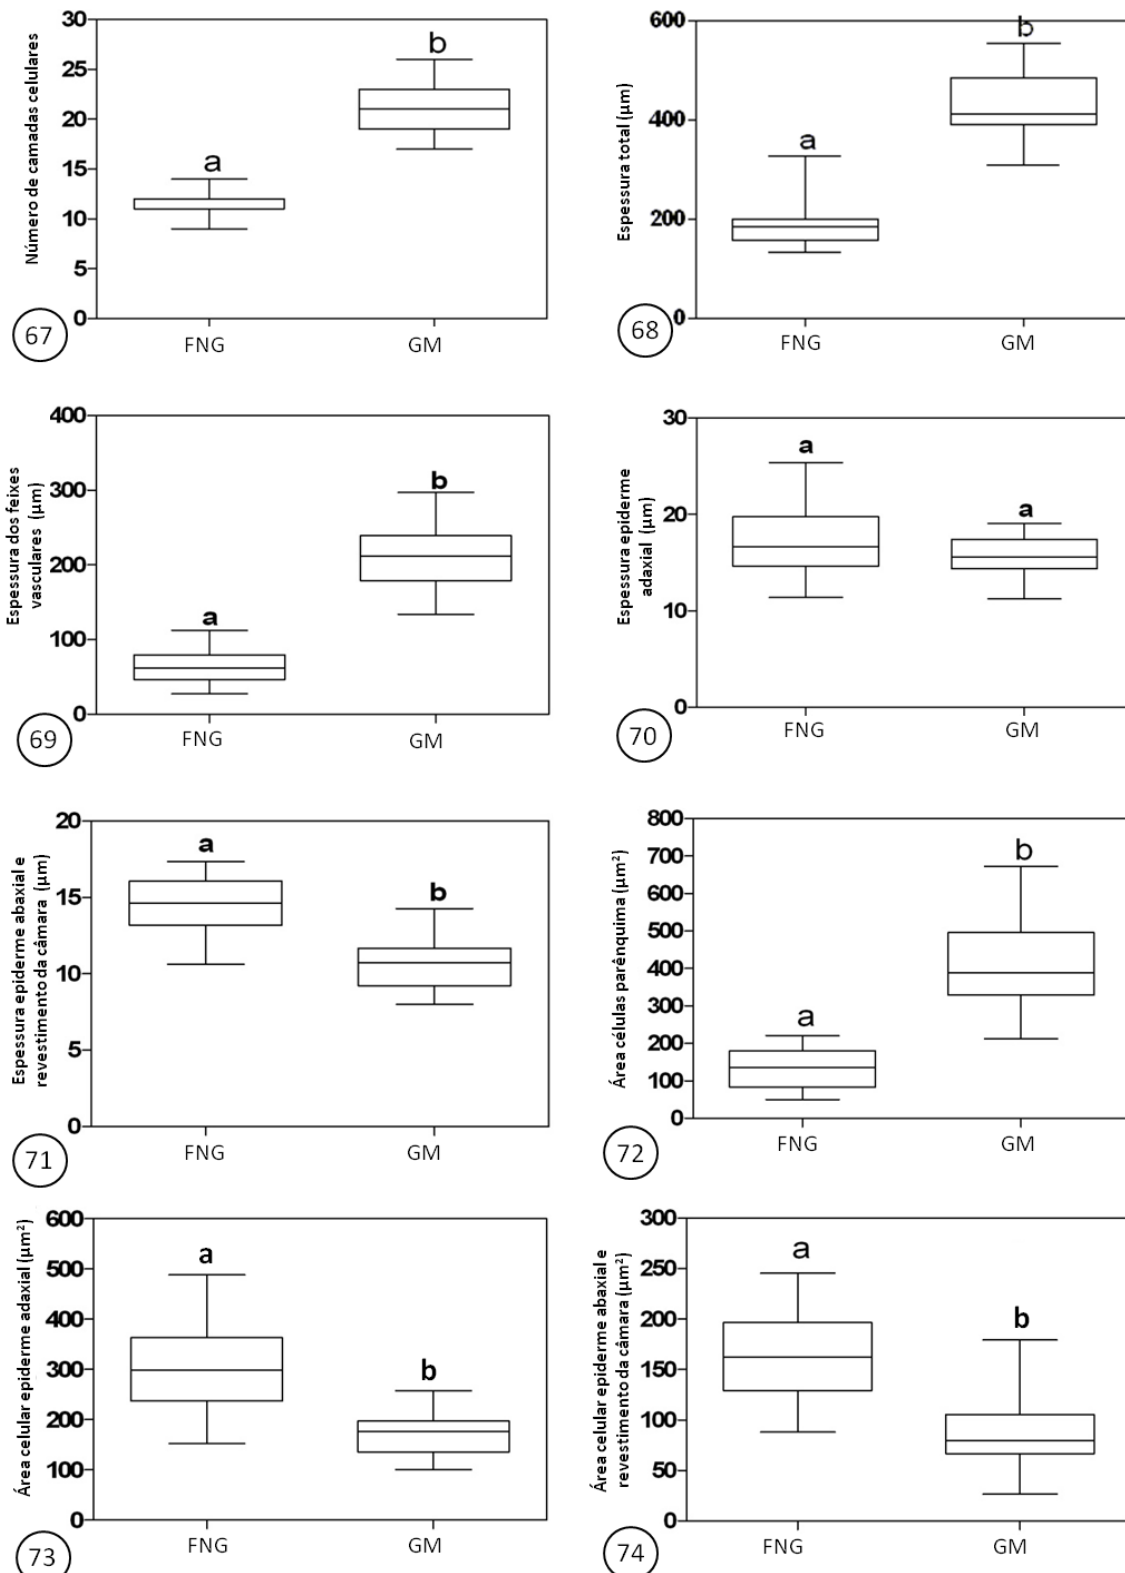 30
25
20
15
10
5
0
Número de camadas celulares
a
b
FNG
GM
67
600
400
200
0
Espessura total (µm)
a
b
FNG
GM
68
400
300
200
100
0
Espessura dos feixes
vasculares (µm)
a
b
FNG
GM
69
30
20
10
0
Espessura epiderme
adaxial (µm)
a
a
FNG
GM
70
20
15
10
5
0
Espessura epiderme abaxial e
revestimento da câmara (µm)
a
b
FNG
GM
71
800
700
600
500
400
300
200
100
0
Área células parênquima (µm²)
a
b
FNG
GM
72
600
500
400
300
200
100
0
Área celular epiderme adaxial (µm²)
a
b
FNG
GM
73
300
250
200
150
100
50
0
Área celular epiderme abaxial e
revestimento da câmara (µm²)
a
b
FNG
GM
74